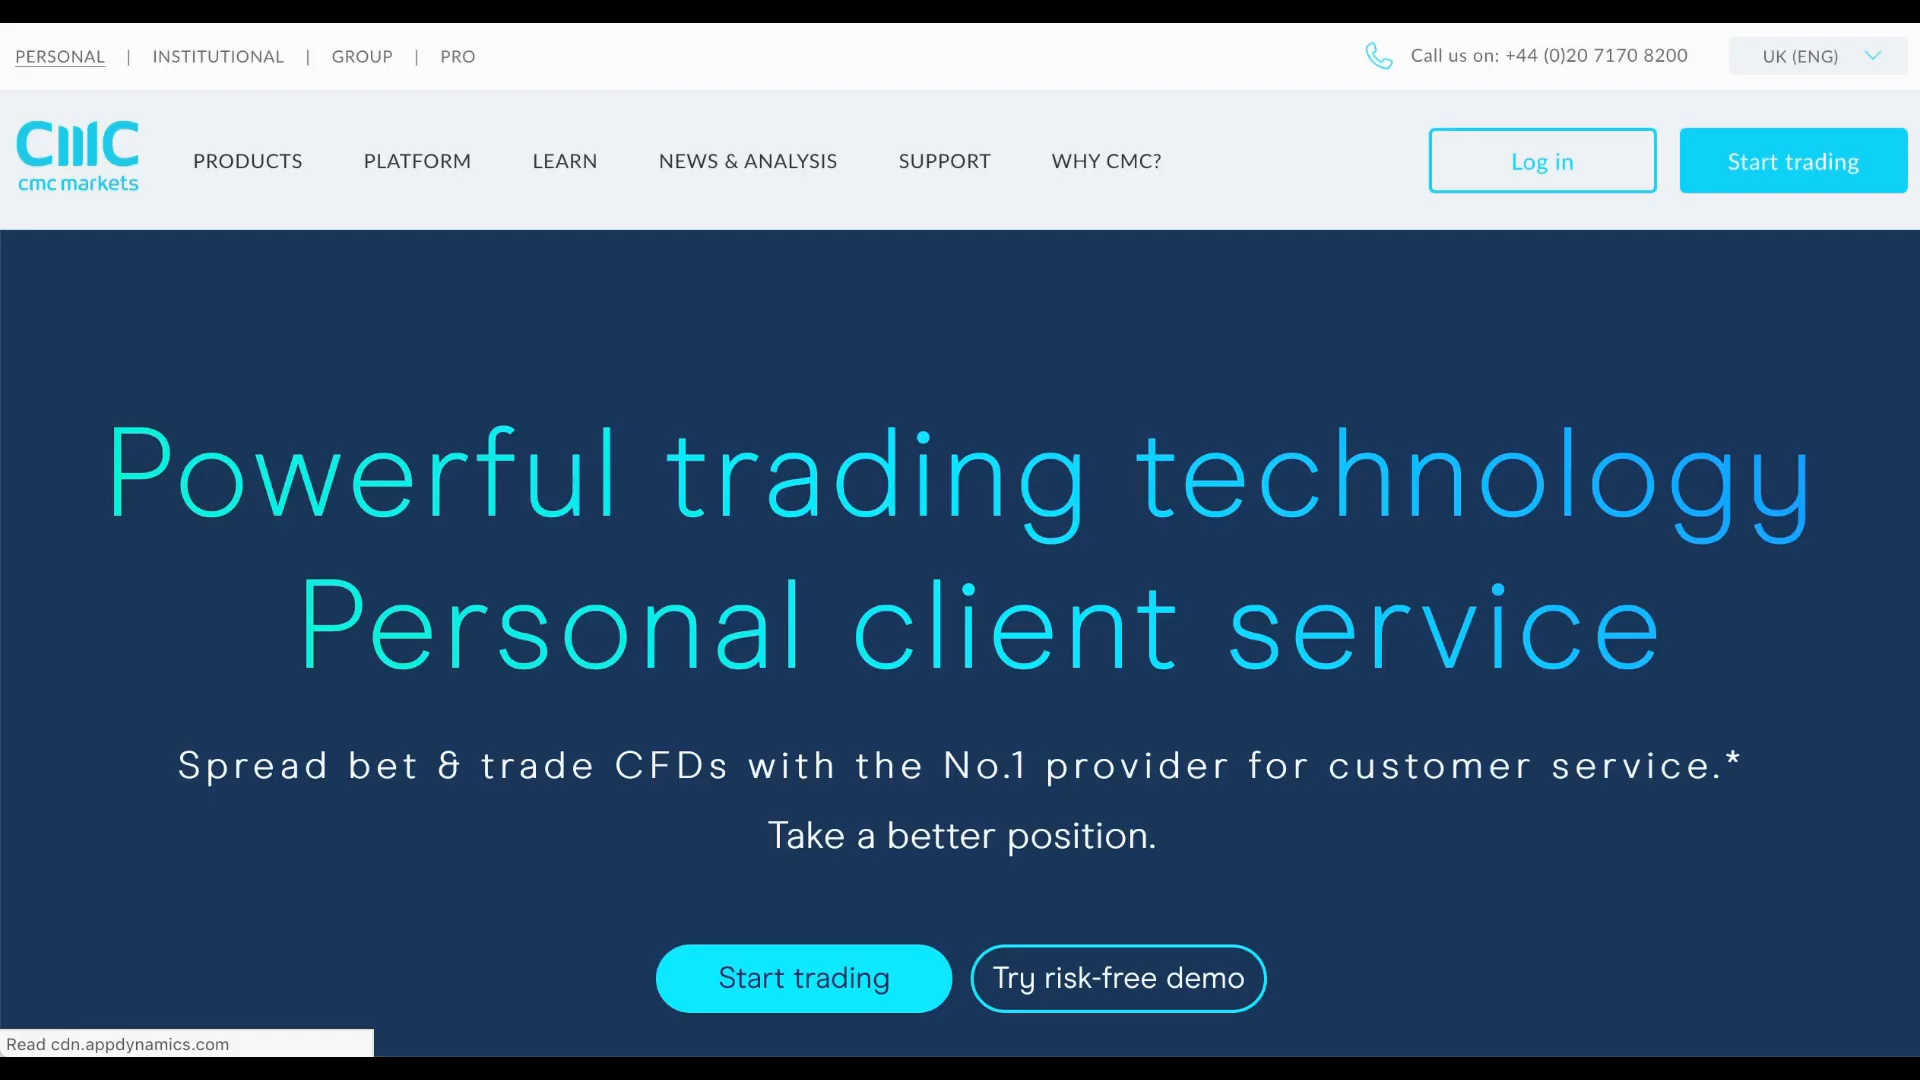 PERSONAL | INSTITUTIONAL | GROUP | PRO
Call us on: +44 (0)20 7170 8200
UK (ENG)
CMC
cmc markets
PRODUCTS PLATFORM LEARN NEWS & ANALYSIS SUPPORT WHY CMC?
Log in
Start trading
Powerful trading technology
Personal client service
Spread bet & trade CFDs with the No.1 provider for customer service.*
Take a better position.
Start trading
Try risk-free demo
Read cdn.appdynamics.com